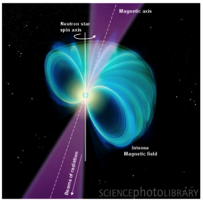 Magnetic axis
Neutron star
spin axis
Intense
Magnetic field
Beams of radiation
SCIENCEPHOTOLIBRARY